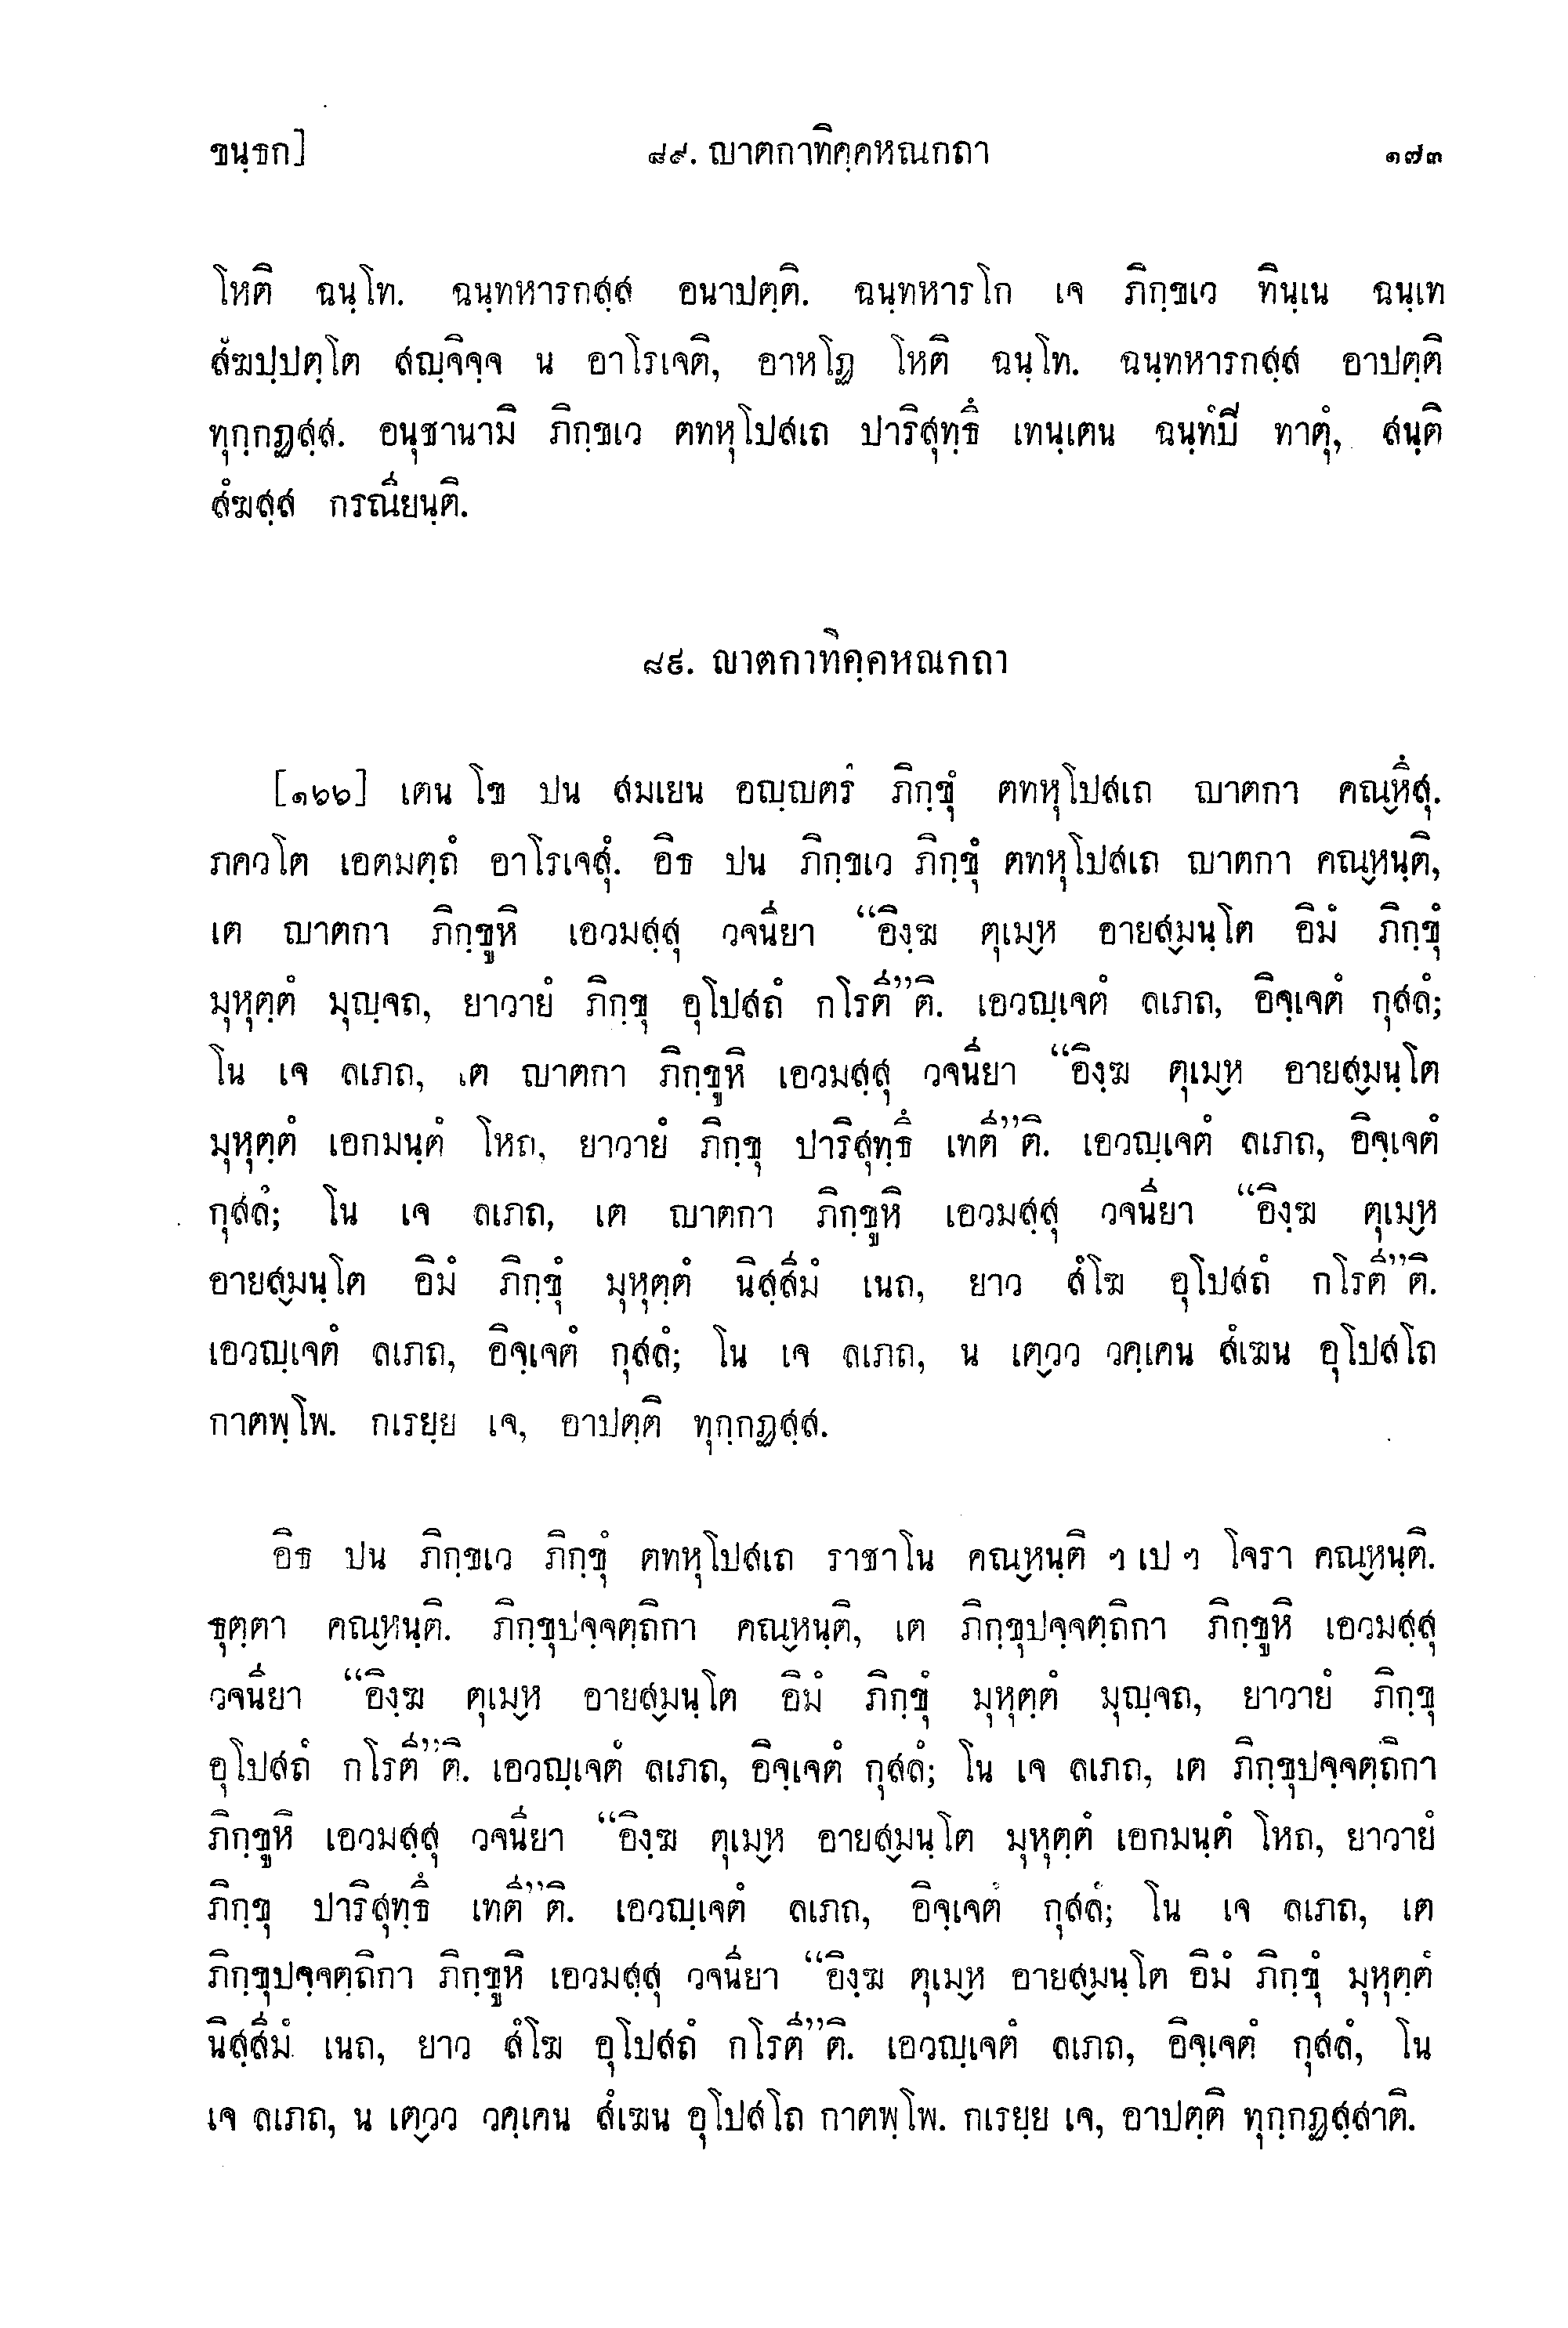 ขนฺธก] ๘๙. ญาตกาทิคฺคหณกถา ๑๗๓
โหติ ฉนฺโท. ฉนฺทหารกสฺส อนาปตฺติ. ฉนฺทหารโก เจ ภิกฺขเว ทินฺเน ฉนฺเท
สํฆปฺปตฺโต สญฺจิจฺจ น อาโรเจติ, อาหโฏ โหติ ฉนฺโท. ฉนฺทหารกสฺส อาปตฺติ
ทุกฺกฏสฺส. อนุชานามิ ภิกฺขเว ตทหุโปสเถ ปาริสุทฺธึ เทนฺเตน ฉนฺทํปิ ทาตุํ, สนฺติ
สํฆสฺส กรณียนฺติ.
๘๙. ญาตกาทิคฺคหณกถา
[๑๖๖] เตน โข ปน สมเยน อญฺญตรํ ภิกฺขุํ ตทหุโปสเถ ญาตกา คณฺหึสุ.
ภควโต เอตมตฺถํ อาโรเจสุํ. อิธ ปน ภิกฺขเว ภิกฺขุํ ตทหุโปสเถ ญาตกา คณฺหนฺติ,
เต ญาตกา ภิกฺขูหิ เอวมสฺสุ วจนียา “อิงฺฆ ตุเมฺห อายสฺมนฺโต อิมํ ภิกฺขุํ
มุหุตฺตํ มุญฺจถ, ยาวายํ ภิกฺขุ อุโปสถํ กโรตี”ติ. เอวญฺเจตํ ลเภถ, อิจฺเจตํ กุสลํ;
โน เจ ลเภถ, เต ญาตกา ภิกฺขูหิ เอวมสฺสุ วจนียา “อิงฺฆ ตุเมฺห อายสฺมนฺโต
มุหุตฺตํ เอกมนฺตํ โหถ, ยาวายํ ภิกฺขุ ปาริสุทฺธึ เทตี”ติ. เอวญฺเจตํ ลเภถ, อิจฺเจตํ
กุสลํ; โน เจ ลเภถ, เต ญาตกา ภิกฺขูหิ เอวมสฺสุ วจนียา “อิงฺฆ ตุเมฺห
อายสฺมนฺโต อิมํ ภิกฺขุํ มุหุตฺตํ นิสฺสีมํ เนถ, ยาว สํโฆ อุโปสถํ กโรตี”ติ.
เอวญฺเจตํ ลเภถ, อิจฺเจตํ กุสลํ; โน เจ ลเภถ, น เตฺวว วคฺเคน สํเฆน อุโปสโถ
กาตพฺโพ. กเรยฺย เจ, อาปตฺติ ทุกฺกฏสฺส.
อิธ ปน ภิกฺขเว ภิกฺขุํ ตทหุโปสเถ ราชาโน คณฺหนฺติ ฯ เป ฯ โจรา คณฺหนฺติ.
ธุตฺตา คณฺหนฺติ. ภิกฺขุปจฺจตฺถิกา คณฺหนฺติ, เต ภิกฺขุปจฺจตฺถิกา ภิกฺขูหิ เอวมสฺสุ
วจนียา “อิงฺฆ ตุเมฺห อายสฺมนฺโต อิมํ ภิกฺขุํ มุหุตฺตํ มุญฺจถ, ยาวายํ ภิกฺขุ
อุโปสถํ กโรตี”ติ. เอวญฺเจตํ ลเภถ, อิจฺเจตํ กุสลํ; โน เจ ลเภถ, เต ภิกฺขุปจฺจตฺถิกา
ภิกฺขูหิ เอวมสฺสุ วจนียา “อิงฺฆ ตุเมฺห อายสฺมนฺโต มุหุตฺตํ เอกมนฺตํ โหถ, ยาวายํ
ภิกฺขุ ปาริสุทฺธึ เทตี”ติ. เอวญฺเจตํ ลเภถ, อิจฺเจตํ กุสลํ; โน เจ ลเภถ, เต
ภิกฺขุปจฺจตฺถิกา ภิกฺขูหิ เอวมสฺสุ วจนียา “อิงฺฆ ตุเมฺห อายสฺมนฺโต อิมํ ภิกฺขุํ มุหุตฺตํ
นิสฺสีมํ เนถ, ยาว สํโฆ อุโปสถํ กโรตี”ติ. เอวญฺเจตํ ลเภถ, อิจฺเจตํ กุสลํ, โน
เจ ลเภถ, น เตฺวว วคฺเคน สํเฆน อุโปสโถ กาตพฺโพ. กเรยฺย เจ, อาปตฺติ ทุกฺกฏสฺสาติ.